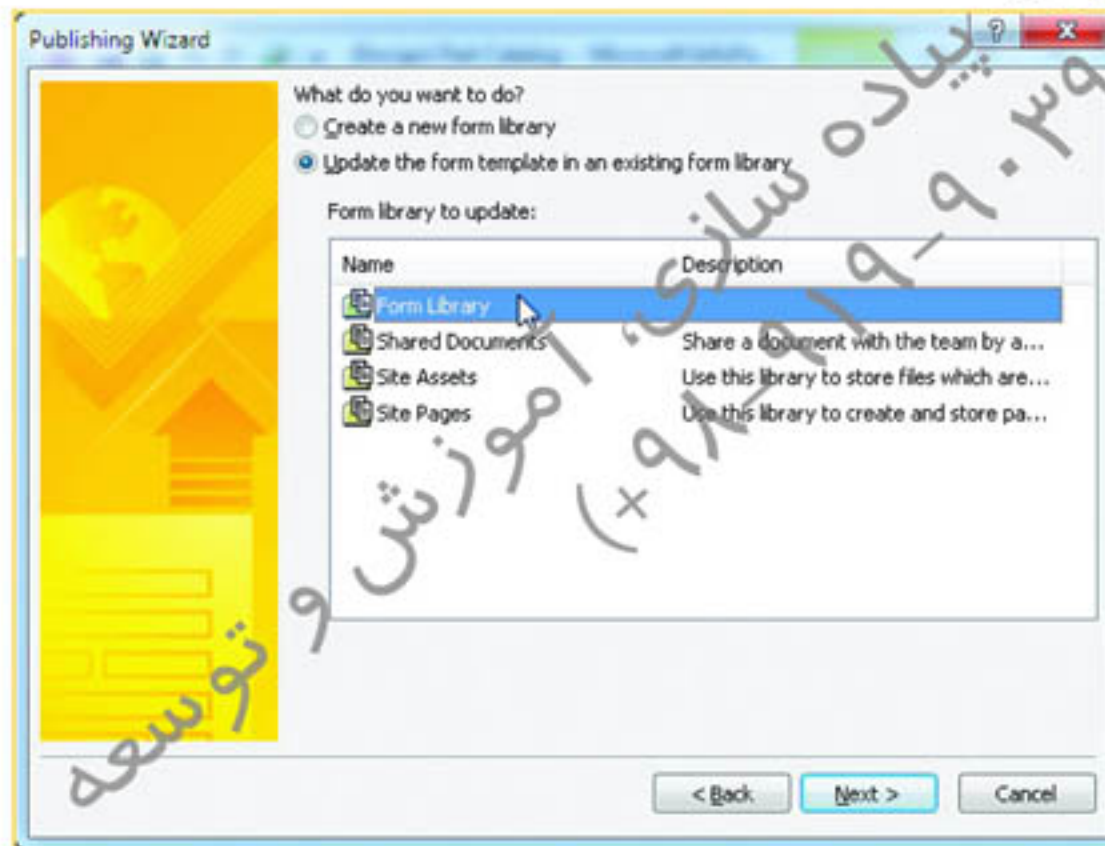 Publishing Wizard
What do you want to do?
Create a new form library
Update the form template in an existing form library
Form library to update:
Name Description
Form Library
Shared Documents Share a document with the team by a...
Site Assets Use this library to store files which are...
Site Pages Use this library to create and store pa...
< Back Next > Cancel
پیاده سازی، آموزش و توسعه
(+۹۸_۹۱۹_۹۰۳۹